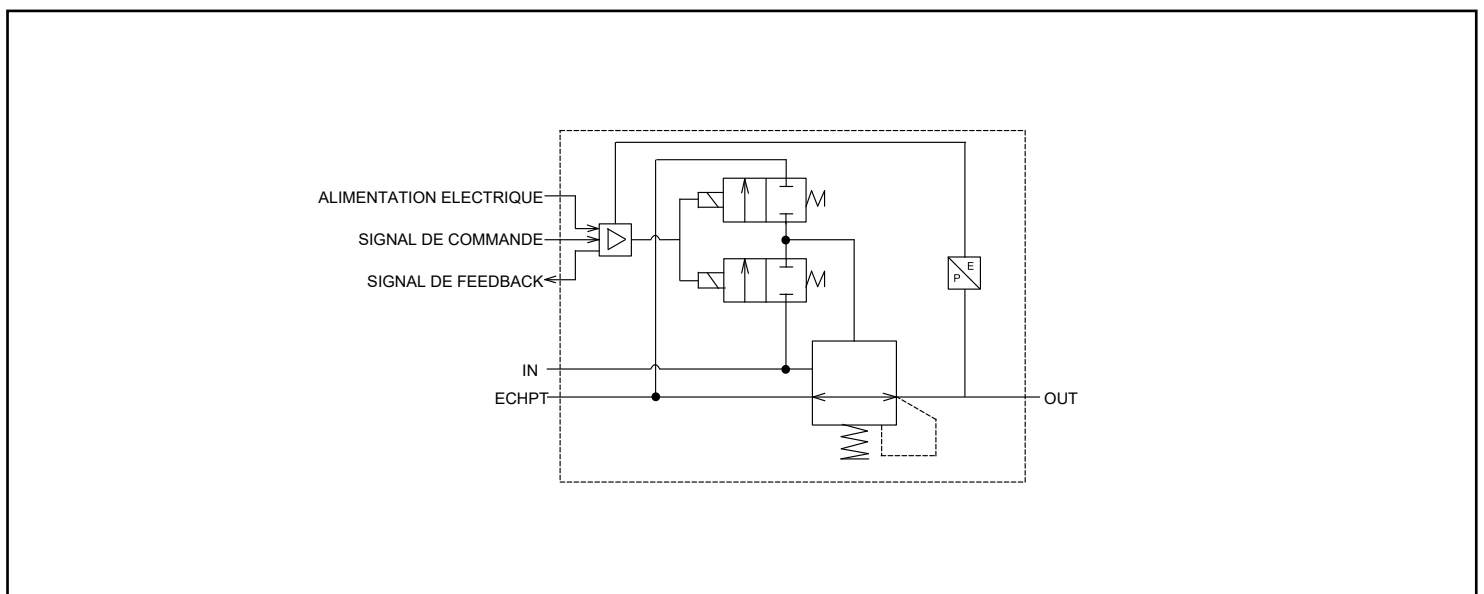 ALIMENTATION ELECTRIQUE
SIGNAL DE COMMANDE
SIGNAL DE FEEDBACK
E
P
IN
ECHPT
OUT